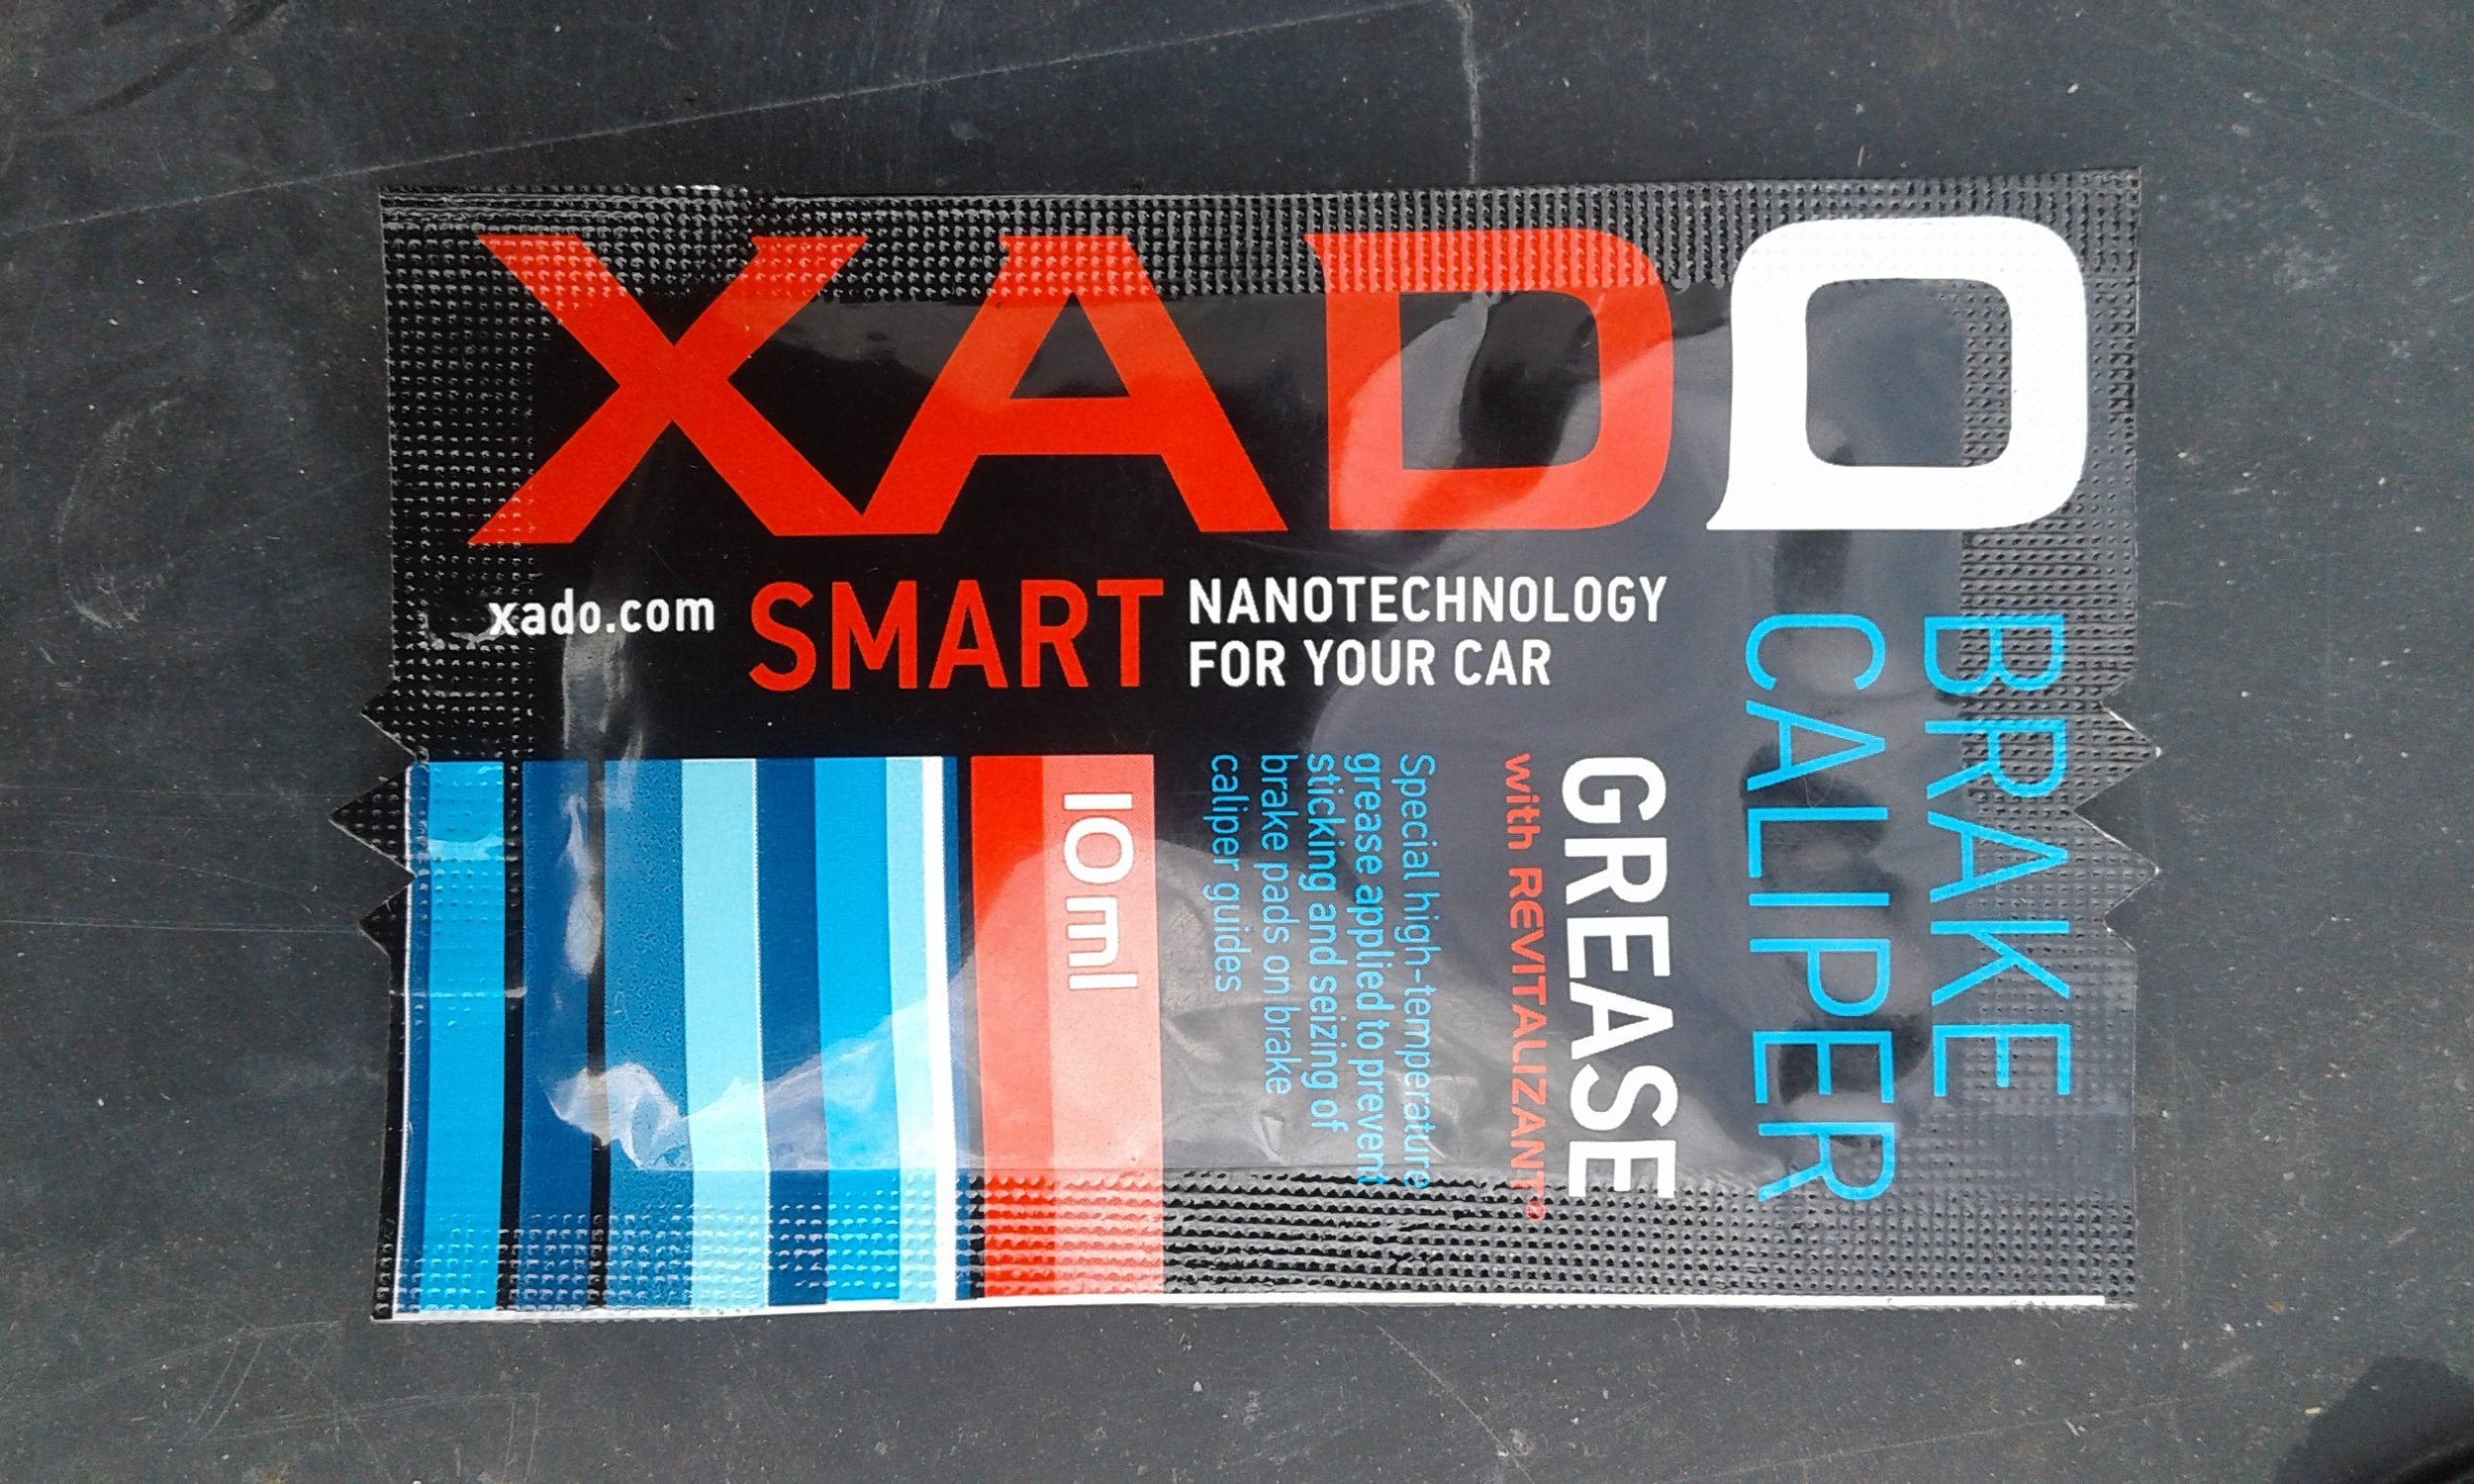 XADO
xado.com SMART NANOTECHNOLOGY
FOR YOUR CAR
BRAKE
CALIPER
GREASE
with REVITALIZANT®
Special high-temperature
grease applied to prevent
sticking and seizing of
brake pads on brake
caliper guides
10ml